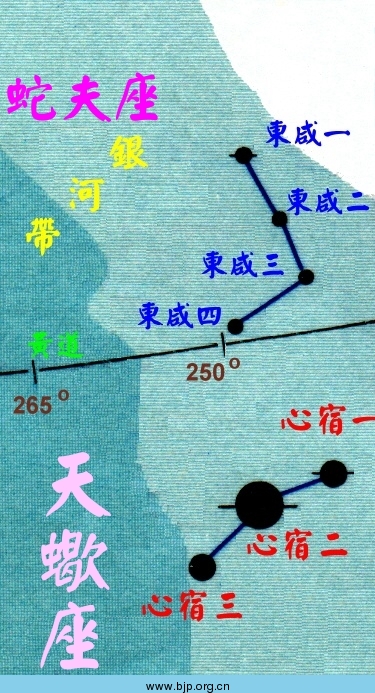 蛇夫座
銀河帶
東咸一
東咸二
東咸三
東咸四
黃道
250°
265°
心宿一
心宿二
心宿三
天蠍座
www.bjp.org.cn